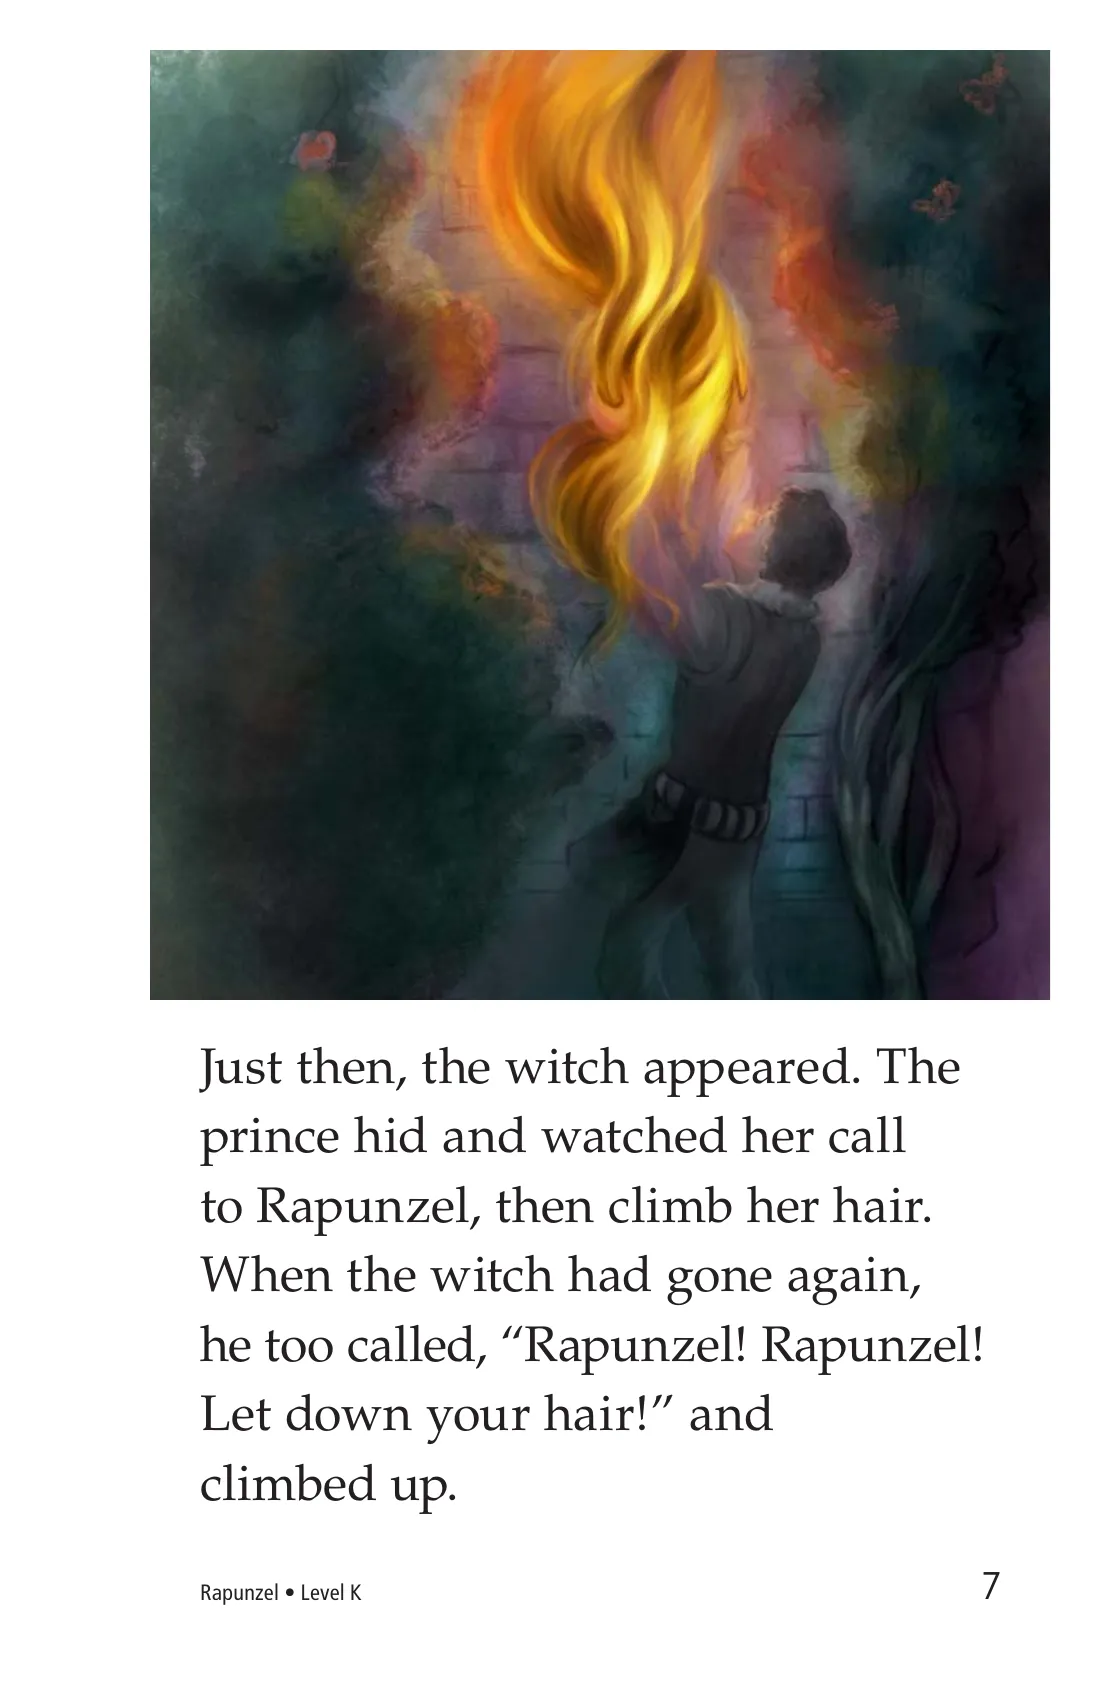 Just then, the witch appeared. The
prince hid and watched her call
to Rapunzel, then climb her hair.
When the witch had gone again,
he too called, “Rapunzel! Rapunzel!
Let down your hair!” and
climbed up.
Rapunzel • Level K
7